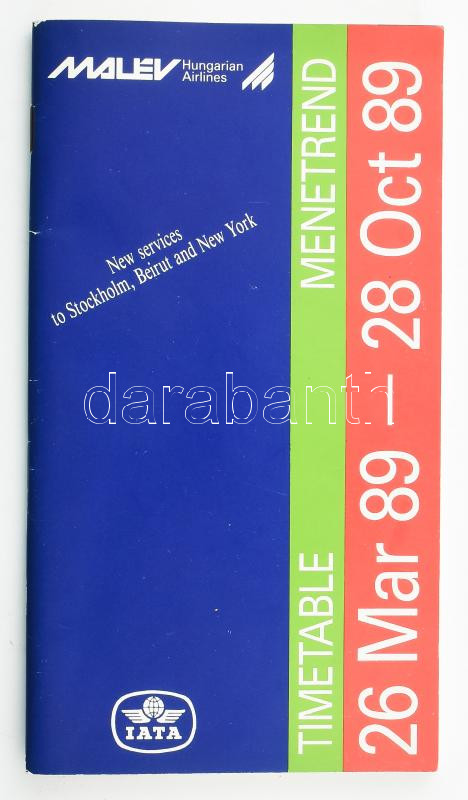 MALÉV Hungarian
Airlines
New services
to Stockholm, Beirut and New York
TIMETABLE MENETREND
26 Mar 89 – 28 Oct 89
darabanth
IATA